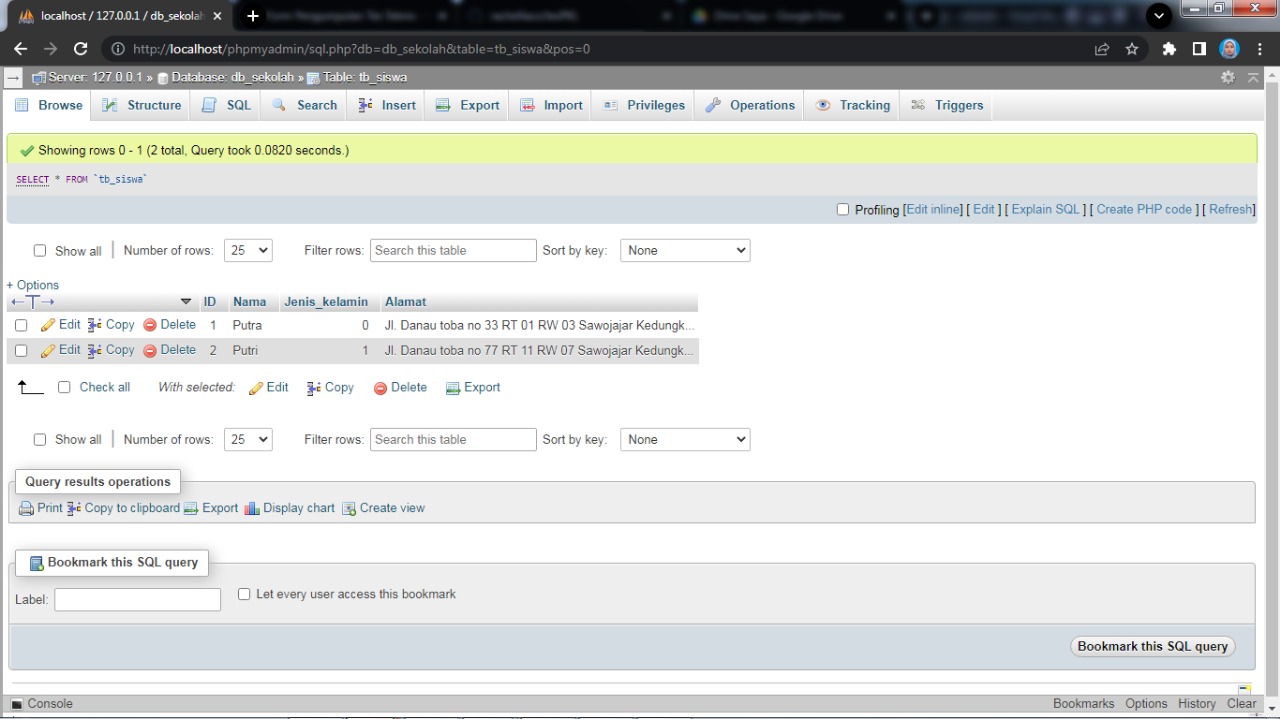 localhost / 127.0.0.1 / db_sekolah
http://localhost/phpmyadmin/sql.php?db=db_sekolah&table=tb_siswa&pos=0
Server: 127.0.0.1 » Database: db_sekolah » Table: tb_siswa
Browse Structure SQL Search Insert Export Import Privileges Operations Tracking Triggers
Showing rows 0 - 1 (2 total, Query took 0.0820 seconds.)
SELECT * FROM `tb_siswa`
Profiling [Edit inline] [ Edit ] [ Explain SQL ] [ Create PHP code ] [ Refresh]
Show all | Number of rows: 25 Filter rows: Search this table Sort by key: None
+ Options
←T→ ID Nama Jenis_kelamin Alamat
Edit Copy Delete 1 Putra 0 Jl. Danau toba no 33 RT 01 RW 03 Sawojajar Kedungk...
Edit Copy Delete 2 Putri 1 Jl. Danau toba no 77 RT 11 RW 07 Sawojajar Kedungk...
Check all With selected: Edit Copy Delete Export
Show all | Number of rows: 25 Filter rows: Search this table Sort by key: None
Query results operations
Print Copy to clipboard Export Display chart Create view
Bookmark this SQL query
Label: Let every user access this bookmark
Bookmark this SQL query
Console Bookmarks Options History Clear